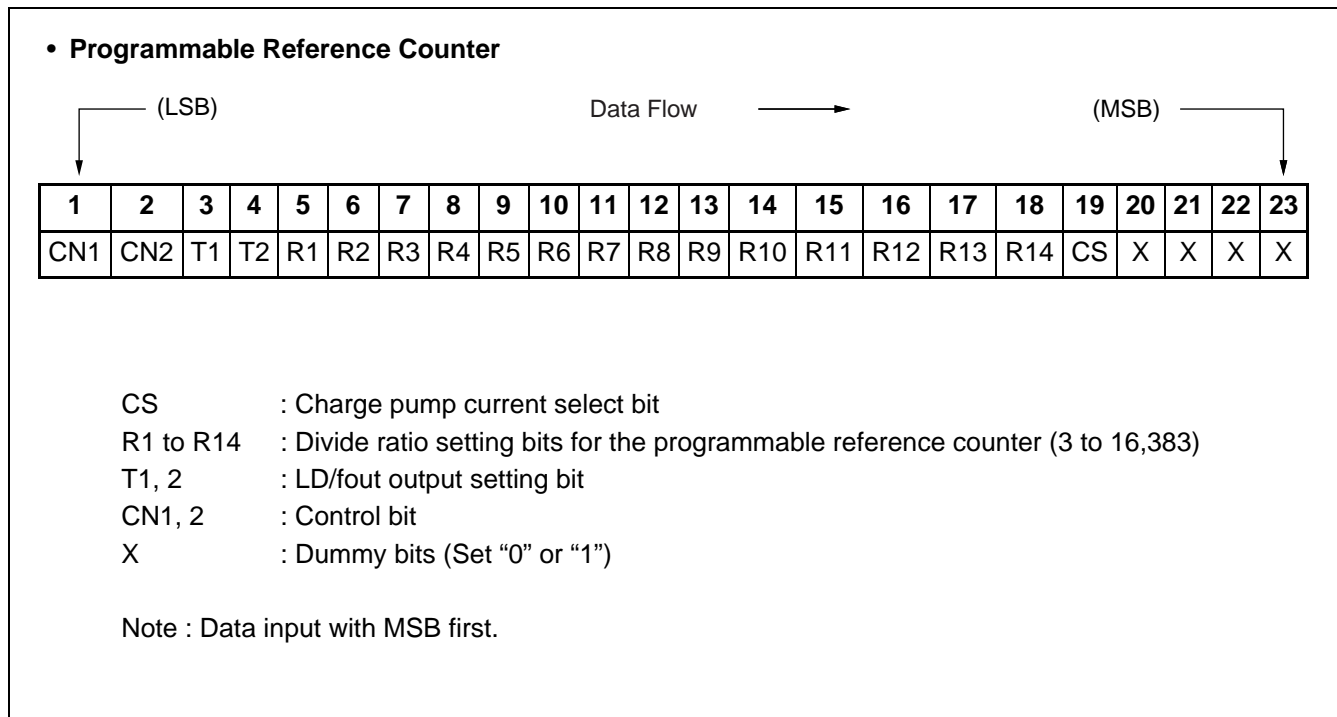 • Programmable Reference Counter
(LSB) Data Flow (MSB)
1 2 3 4 5 6 7 8 9 10 11 12 13 14 15 16 17 18 19 20 21 22 23
CN1 CN2 T1 T2 R1 R2 R3 R4 R5 R6 R7 R8 R9 R10 R11 R12 R13 R14 CS X X X X
CS : Charge pump current select bit
R1 to R14 : Divide ratio setting bits for the programmable reference counter (3 to 16,383)
T1, 2 : LD/fout output setting bit
CN1, 2 : Control bit
X : Dummy bits (Set “0” or “1”)
Note : Data input with MSB first.